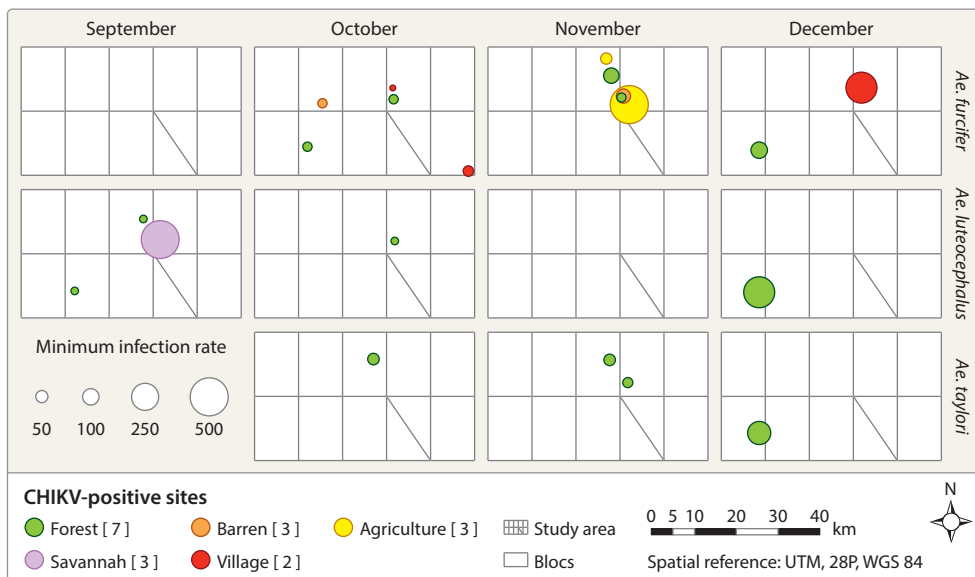 September October November December
Ae. furcifer
Ae. luteocephalus
Ae. taylori
Minimum infection rate
50 100 250 500
CHIKV-positive sites
Forest [ 7 ] Barren [ 3 ] Agriculture [ 3 ] Study area
Savannah [ 3 ] Village [ 2 ] Blocs
0 5 10 20 30 40 km
Spatial reference: UTM, 28P, WGS 84
N